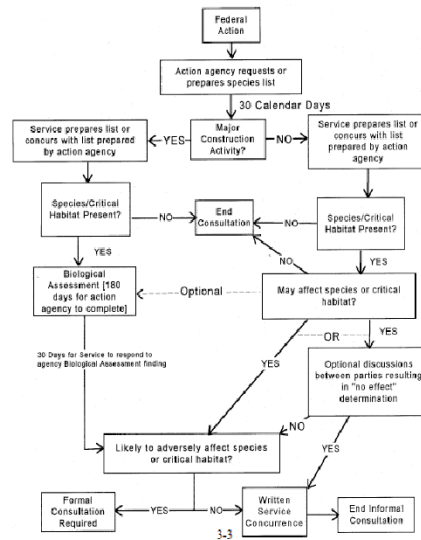 Federal
Action
Action agency requests or
prepares species list
30 Calendar Days
Service prepares list or
concurs with list prepared
by action agency
YES
Major
Construction
Activity?
NO
Service prepares list or
concurs with list
prepared by action
agency
Species/Critical
Habitat Present?
NO
End
Consultation
NO
Species/Critical
Habitat Present?
YES
NO
YES
Biological
Assessment [180
days for action
agency to complete]
Optional
May affect species or critical
habitat?
OR
YES
30 Days for Service to respond to
agency Biological Assessment finding
YES
Optional discussions
between parties resulting
in "no effect"
determination
NO
Likely to adversely affect species
or critical habitat?
YES
Formal
Consultation
Required
YES
NO
Written
Service
Concurrence
End Informal
Consultation
3-3